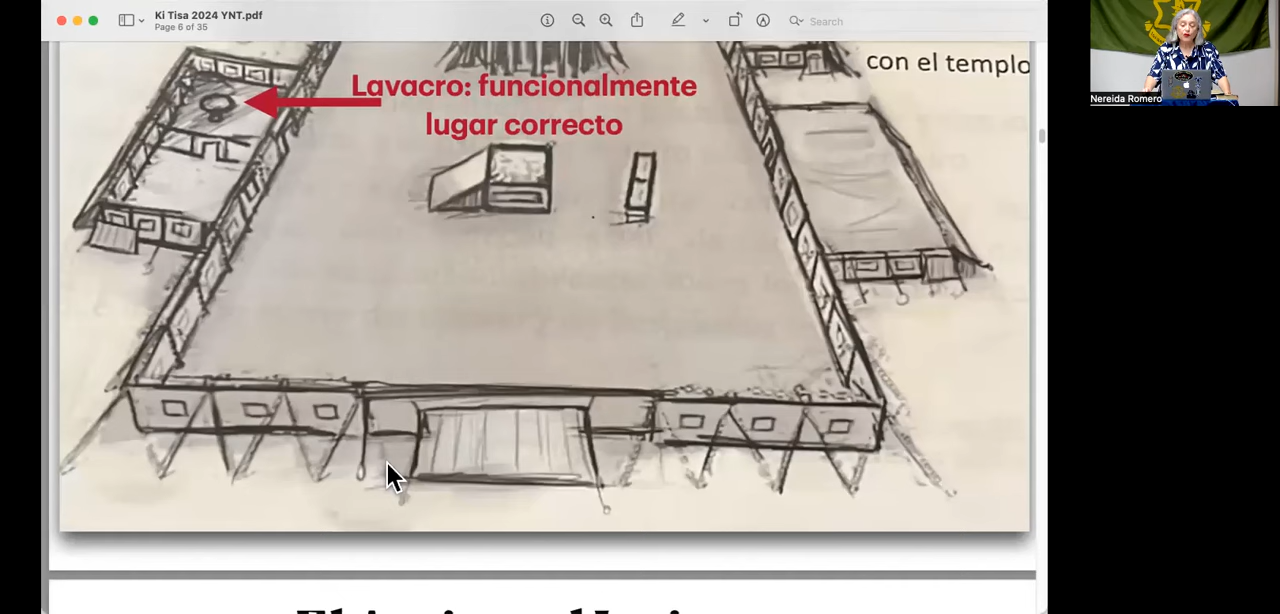 Ki Tisa 2024 YNT.pdf
Page 6 of 35
Search
con el templo
Lavacro: funcionalmente
lugar correcto
Nereida Romero